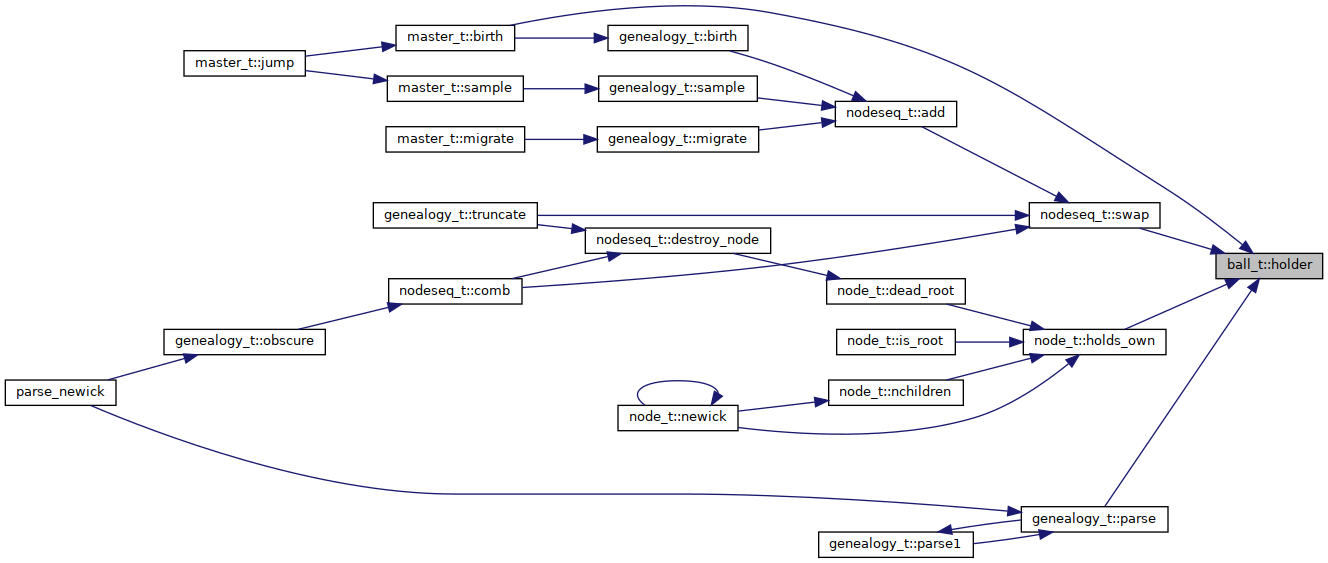 master_t::birth
genealogy_t::birth
master_t::jump
master_t::sample
genealogy_t::sample
nodeseq_t::add
master_t::migrate
genealogy_t::migrate
genealogy_t::truncate
nodeseq_t::swap
nodeseq_t::destroy_node
ball_t::holder
nodeseq_t::comb
node_t::dead_root
genealogy_t::obscure
node_t::is_root
node_t::holds_own
parse_newick
node_t::nchildren
node_t::newick
genealogy_t::parse
genealogy_t::parse1